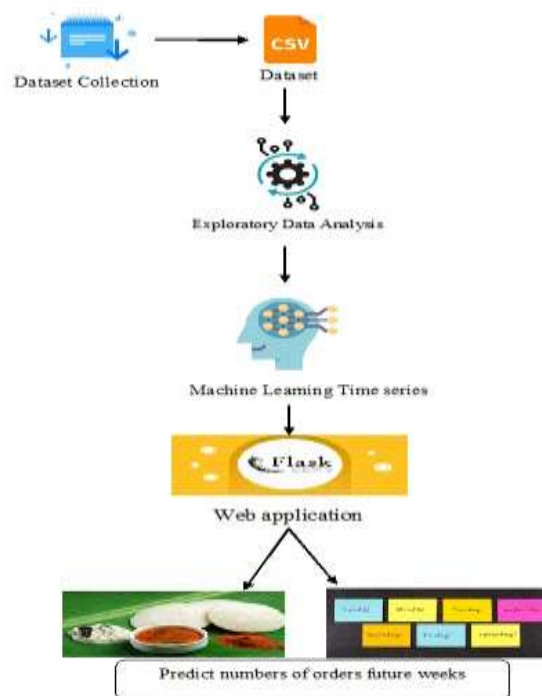 Dataset Collection
CSV
Dataset
Exploratory Data Analysis
Machine Learning Time series
Flask
Web application
Predict numbers of orders future weeks